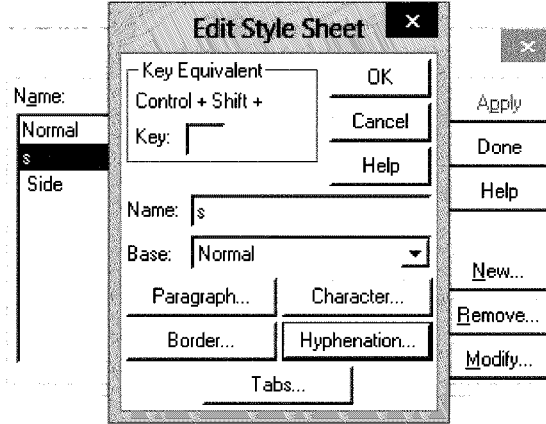 Edit Style Sheet
Key Equivalent
Control + Shift +
Key:
OK
Cancel
Help
Name: s
Base: Normal
Paragraph...
Character...
Border...
Hyphenation...
Tabs...
Name:
Normal
s
Side
Apply
Done
Help
New...
Remove...
Modify...